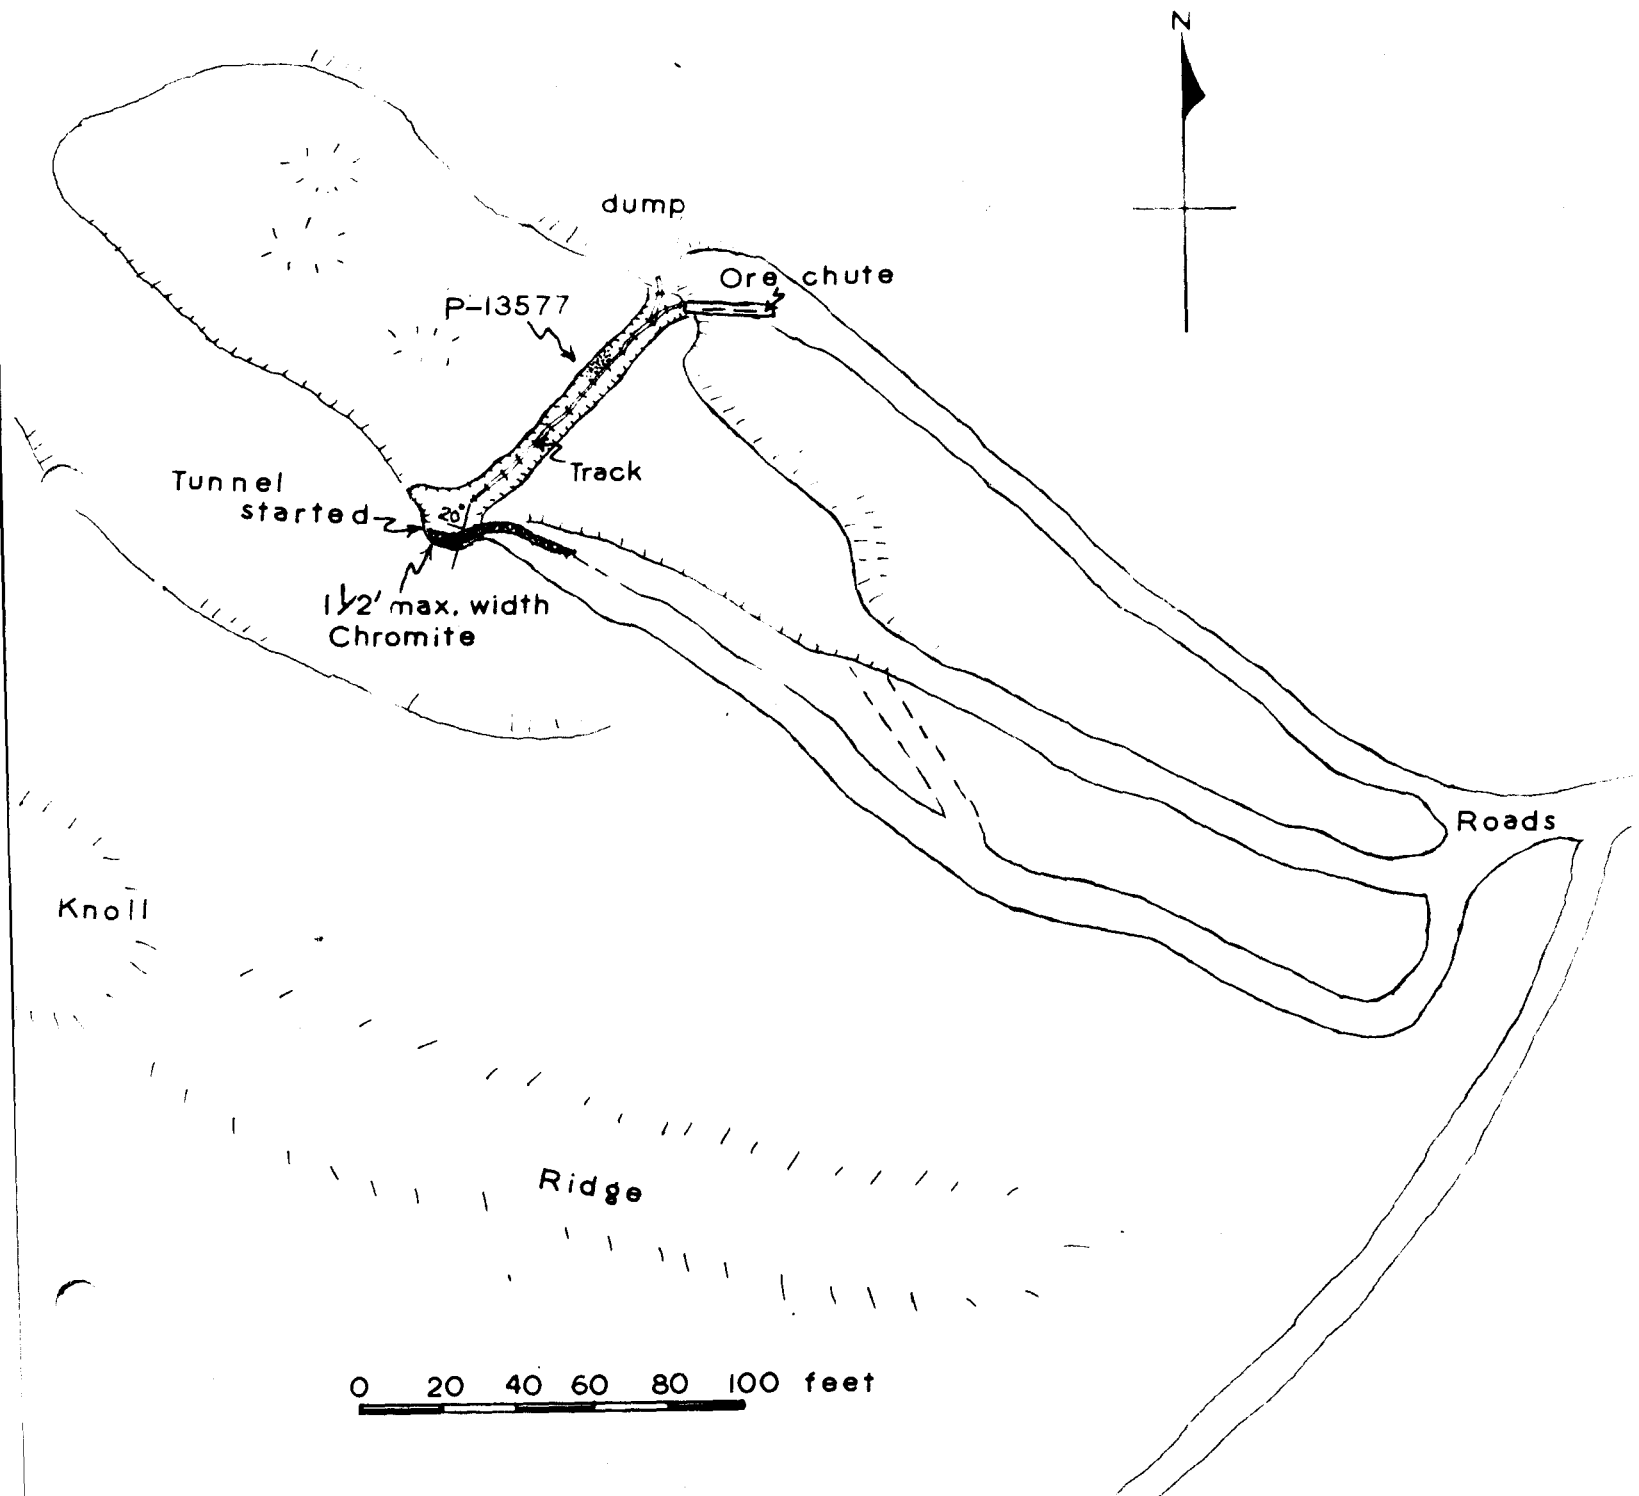 N
dump
Ore chute
P-13577
Track
Tunnel
started
20°
1 1/2' max. width
Chromite
Roads
Knoll
Ridge
0 20 40 60 80 100 feet